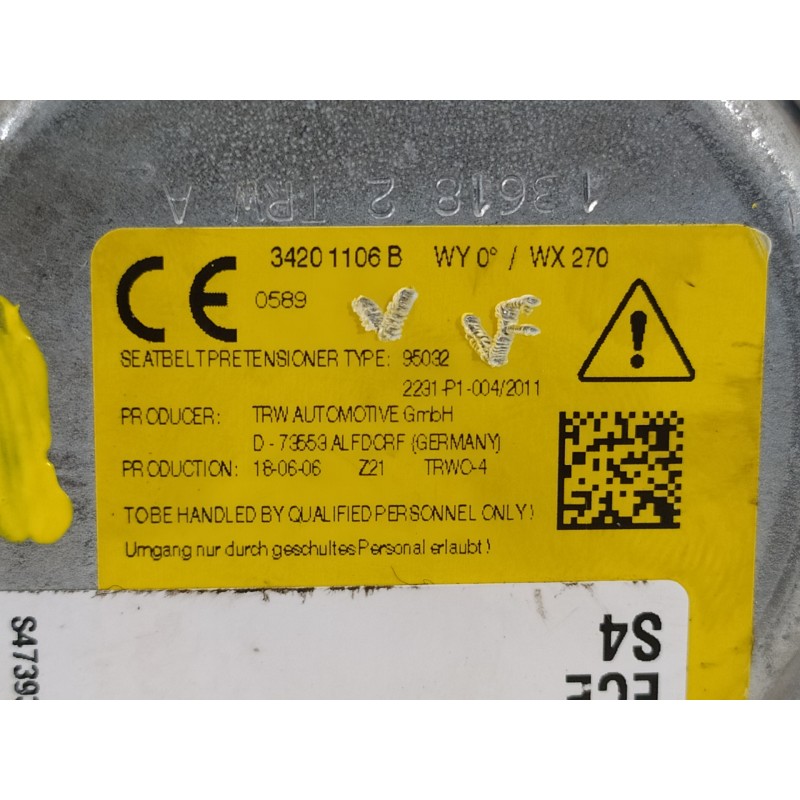 1 3618 2 TRW A
34201106 B WY 0° / WX 270
CE 0589
V VF
SEATBELT PRETENSIONER TYPE: 95032
2231-P1-004/2011
PRODUCER: TRW AUTOMOTIVE GmbH
D - 73553 ALFDORF (GERMANY)
PRODUCTION: 18-06-06 Z21 TRWO-4
TO BE HANDLED BY QUALIFIED PERSONNEL ONLY!
Umgang nur durch geschultes Personal erlaubt!
S4